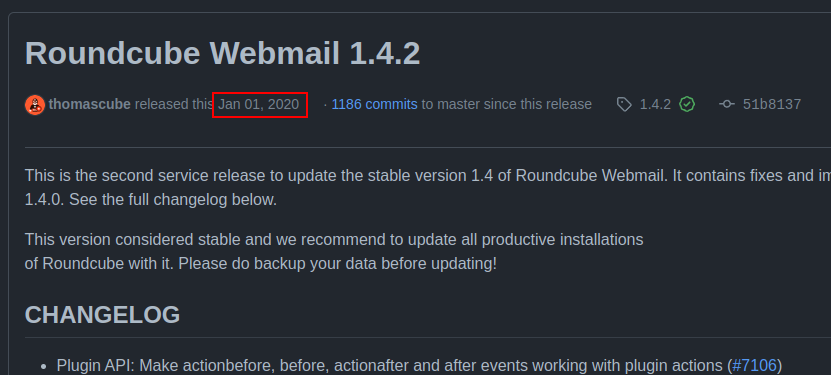 Roundcube Webmail 1.4.2
thomascube released this Jan 01, 2020 · 1186 commits to master since this release 1.4.2 51b8137
This is the second service release to update the stable version 1.4 of Roundcube Webmail. It contains fixes and im
1.4.0. See the full changelog below.
This version considered stable and we recommend to update all productive installations
of Roundcube with it. Please do backup your data before updating!
CHANGELOG
• Plugin API: Make actionbefore, before, actionafter and after events working with plugin actions (#7106)